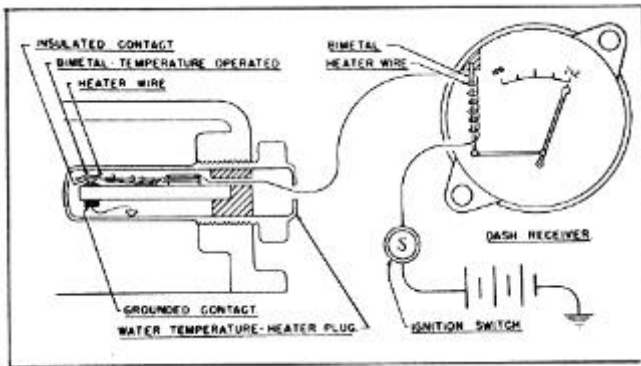 INSULATED CONTACT
BIMETAL-TEMPERATURE OPERATED
HEATER WIRE
BIMETAL
HEATER WIRE
DASH RECEIVER
S
GROUNDED CONTACT
WATER TEMPERATURE-HEATER PLUG
IGNITION SWITCH